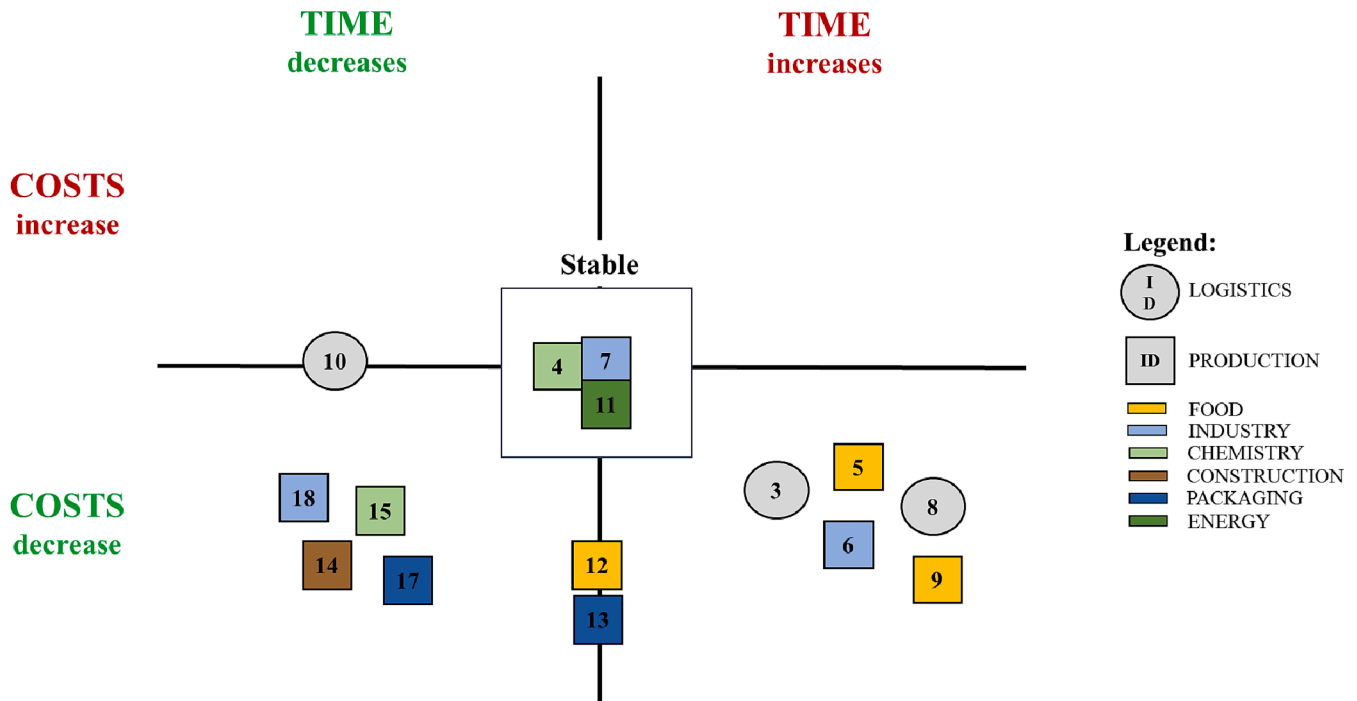 TIME
decreases
TIME
increases
COSTS
increase
Stable
Legend:
I
D
LOGISTICS
10
4
7
ID
PRODUCTION
11
FOOD
INDUSTRY
CHEMISTRY
CONSTRUCTION
PACKAGING
ENERGY
COSTS
decrease
18
15
14
17
12
13
3
5
8
6
9